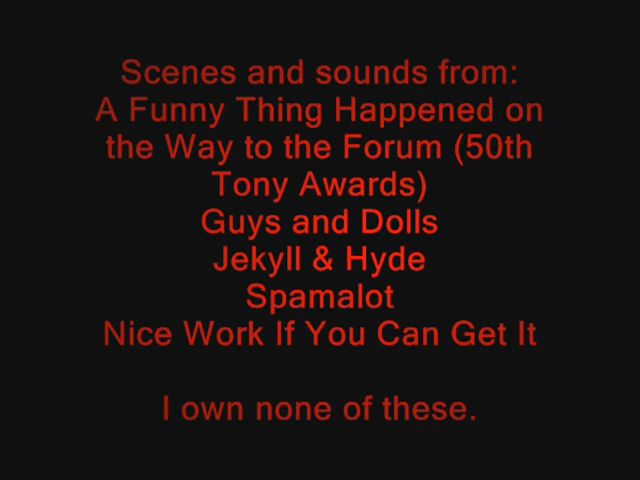 Scenes and sounds from:
A Funny Thing Happened on
the Way to the Forum (50th
Tony Awards)
Guys and Dolls
Jekyll & Hyde
Spamalot
Nice Work If You Can Get It
I own none of these.